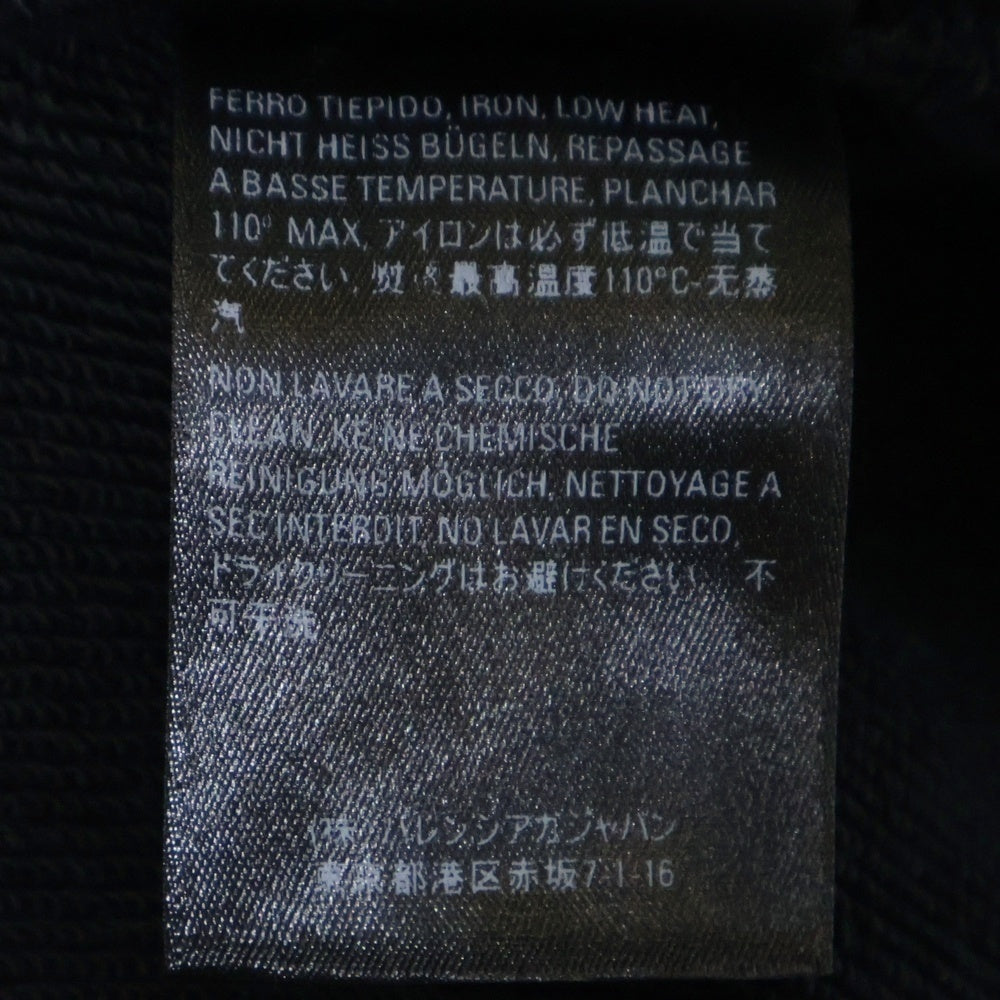 FERRO TIEPIDO, IRON, LOW HEAT,
NICHT HEISS BÜGELN, REPASSAGE
A BASSE TEMPERATURE, PLANCHAR
110° MAX, アイロンは必ず低温で当て
てください, 熨 最高温度110°C-无蒸
汽
NON LAVARE A SECCO, DO NOT DRY
CLEAN, KEINE CHEMISCHE
REINIGUNG MÖGLICH, NETTOYAGE A
SEC INTERDIT, NO LAVAR EN SECO,
ドライクリーニングはお避けください, 不
可干洗
バレンシアガジャパン
東京都港区赤坂7-1-16